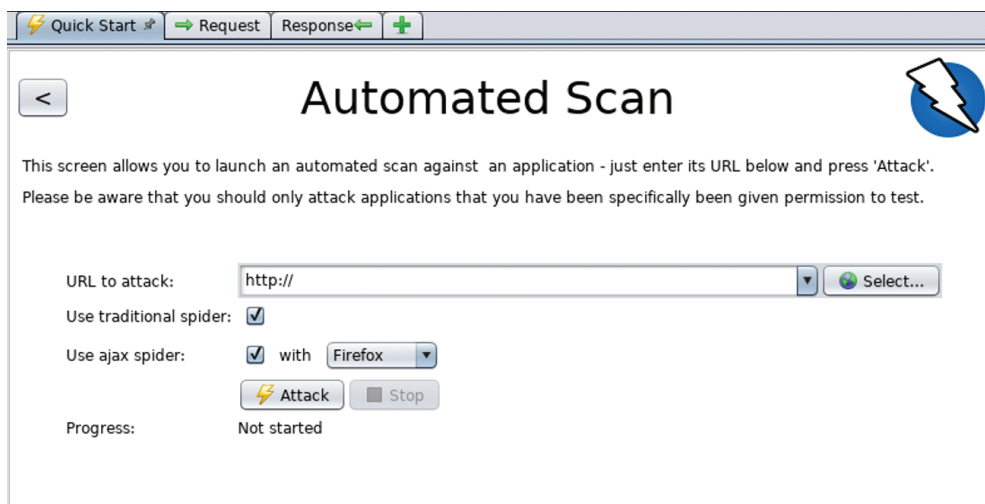 Quick Start Request Response
<
Automated Scan
This screen allows you to launch an automated scan against  an application - just enter its URL below and press 'Attack'.
Please be aware that you should only attack applications that you have been specifically been given permission to test.
URL to attack: http:// Select...
Use traditional spider:
Use ajax spider: with Firefox
Attack Stop
Progress: Not started